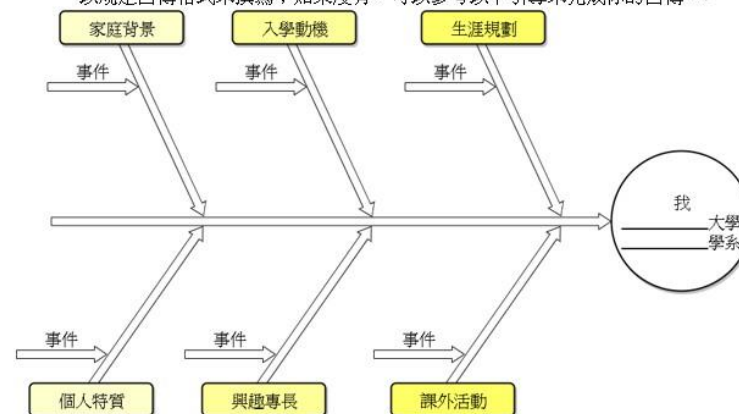 家庭背景
入學動機
生涯規劃
事件
事件
事件
我
大學
學系
事件
事件
事件
個人特質
興趣專長
課外活動